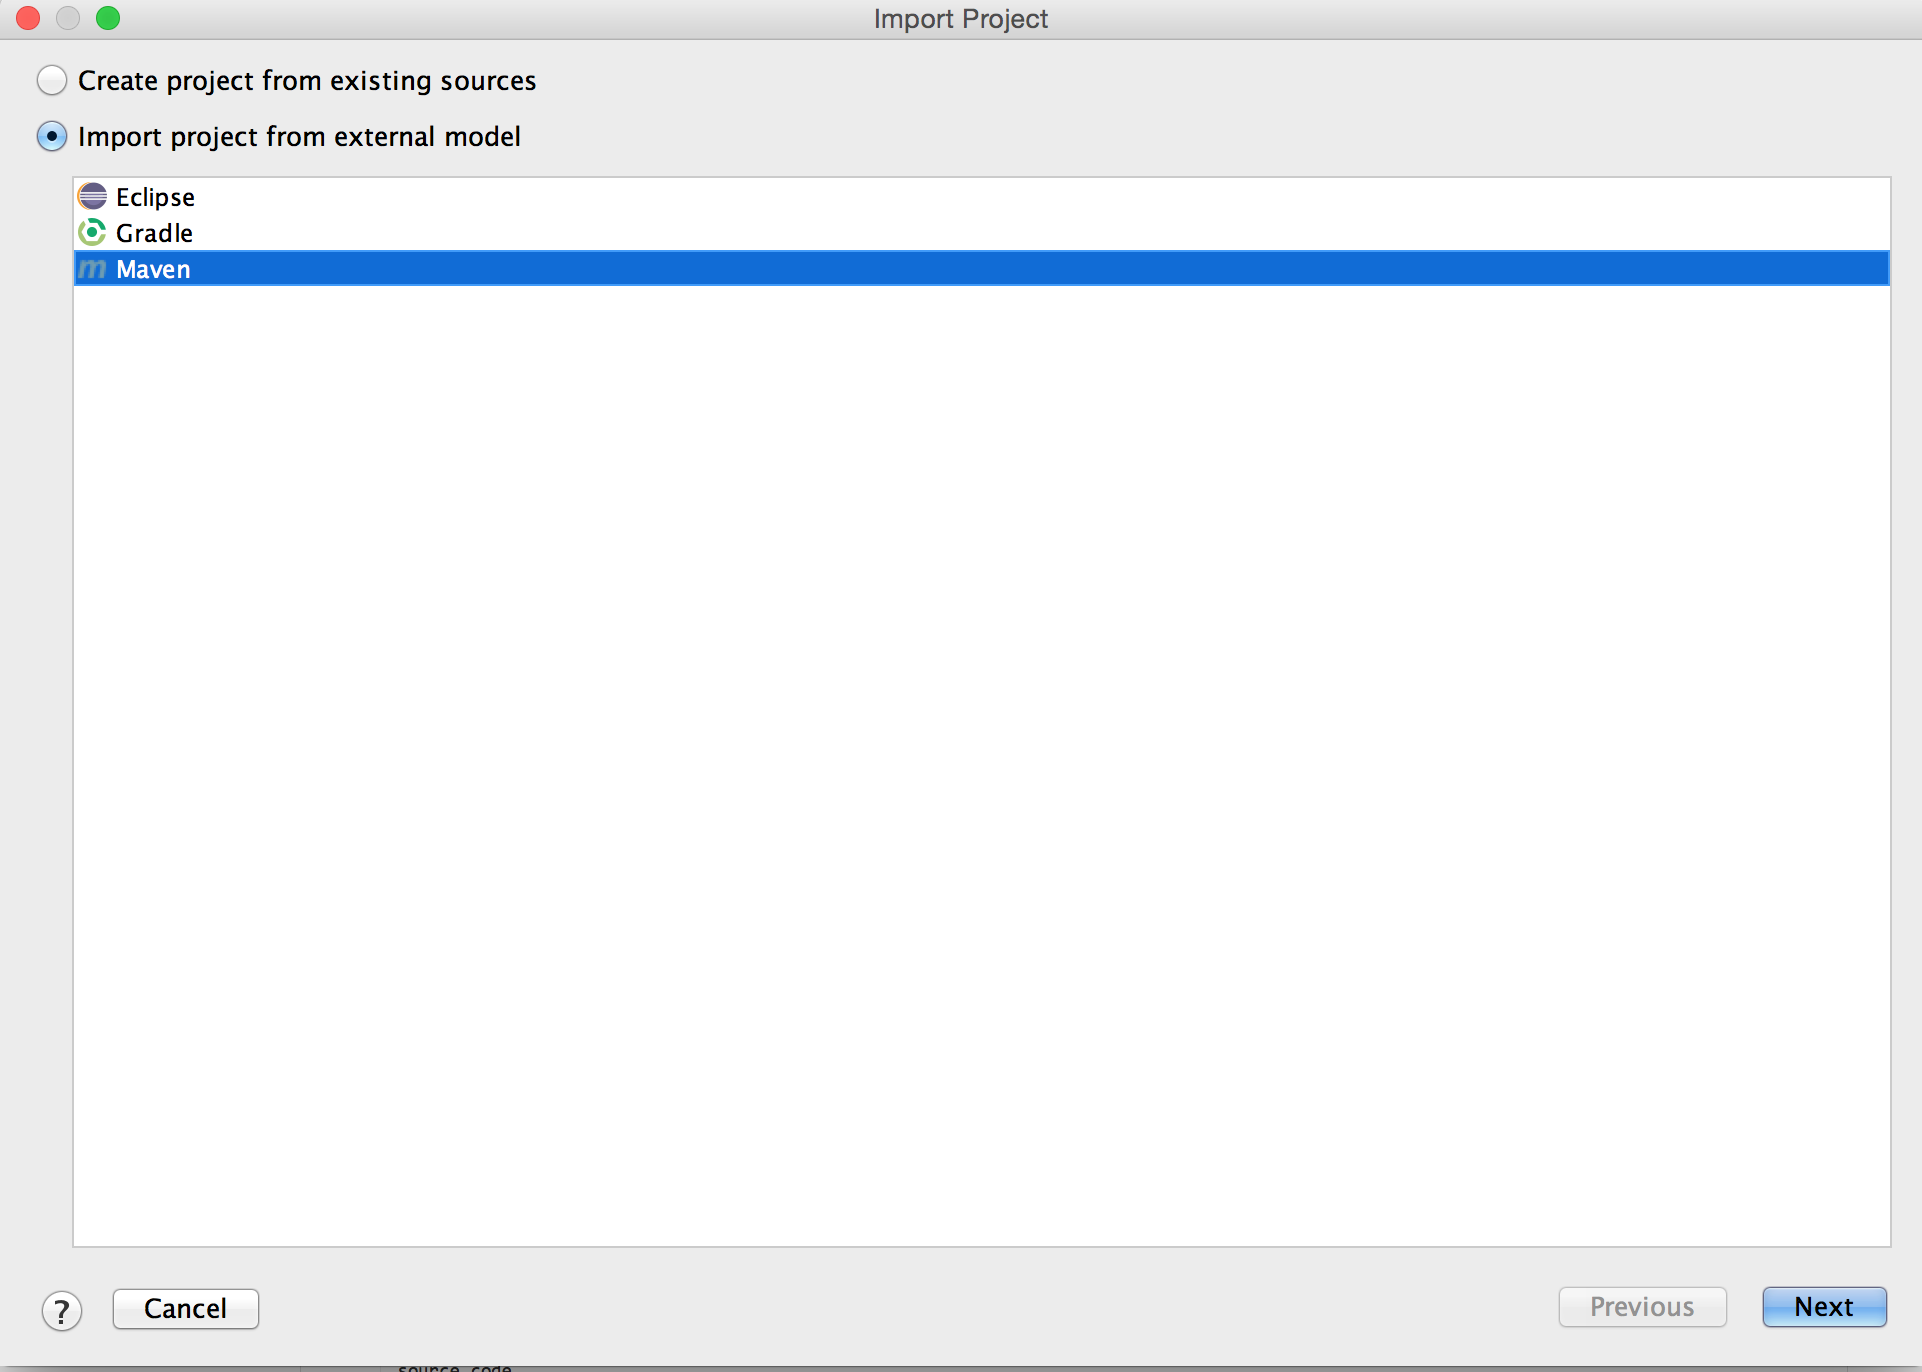 Import Project
Create project from existing sources
Import project from external model
Eclipse
Gradle
m Maven
? Cancel Previous Next
source code